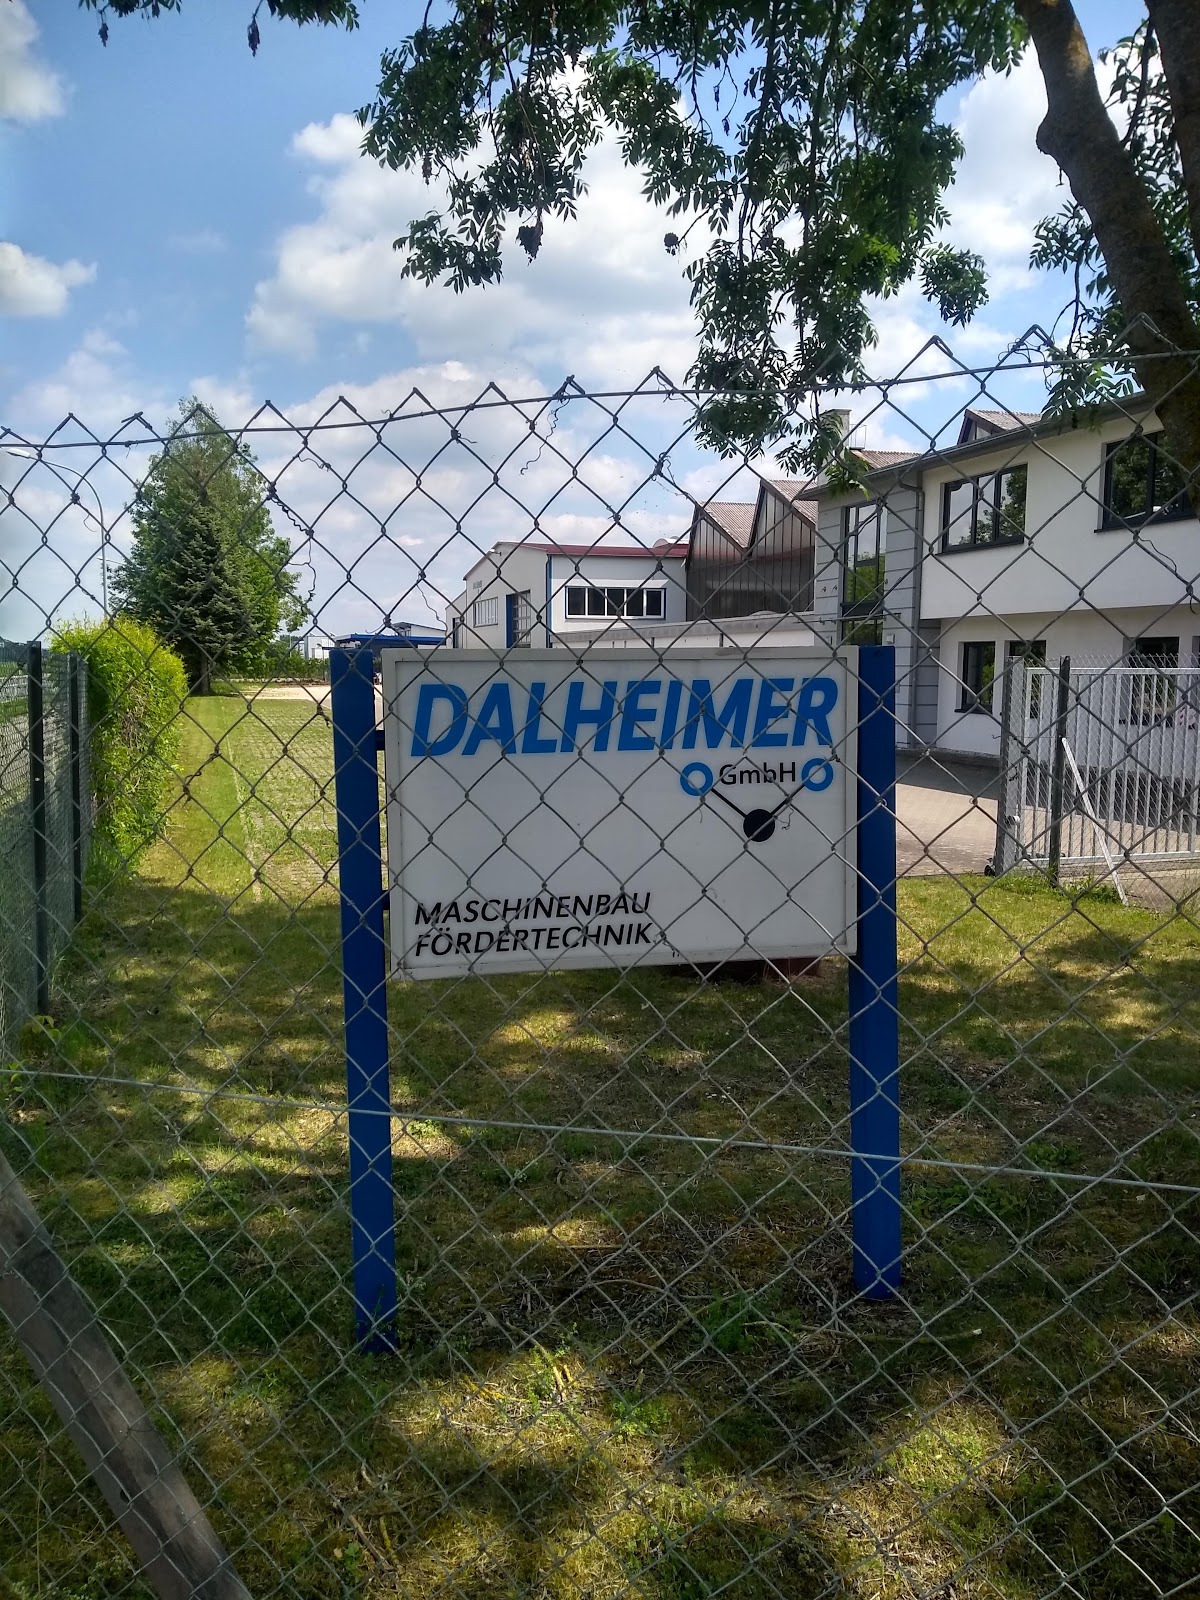 DALHEIMER
GmbH
MASCHINENBAU
FÖRDERTECHNIK